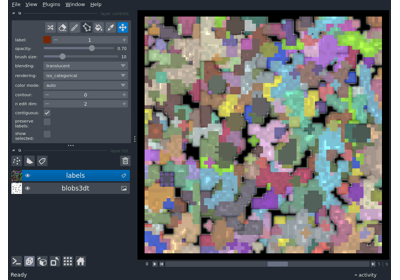 File View Plugins Window Help
label: 1
opacity: 0.70
brush size: 10
blending: translucent
rendering: iso_categorical
color mode: auto
contour: 0
n edit dim: 2
contiguous:
preserve labels:
show selected:
labels
blobs3dt
Ready
activity